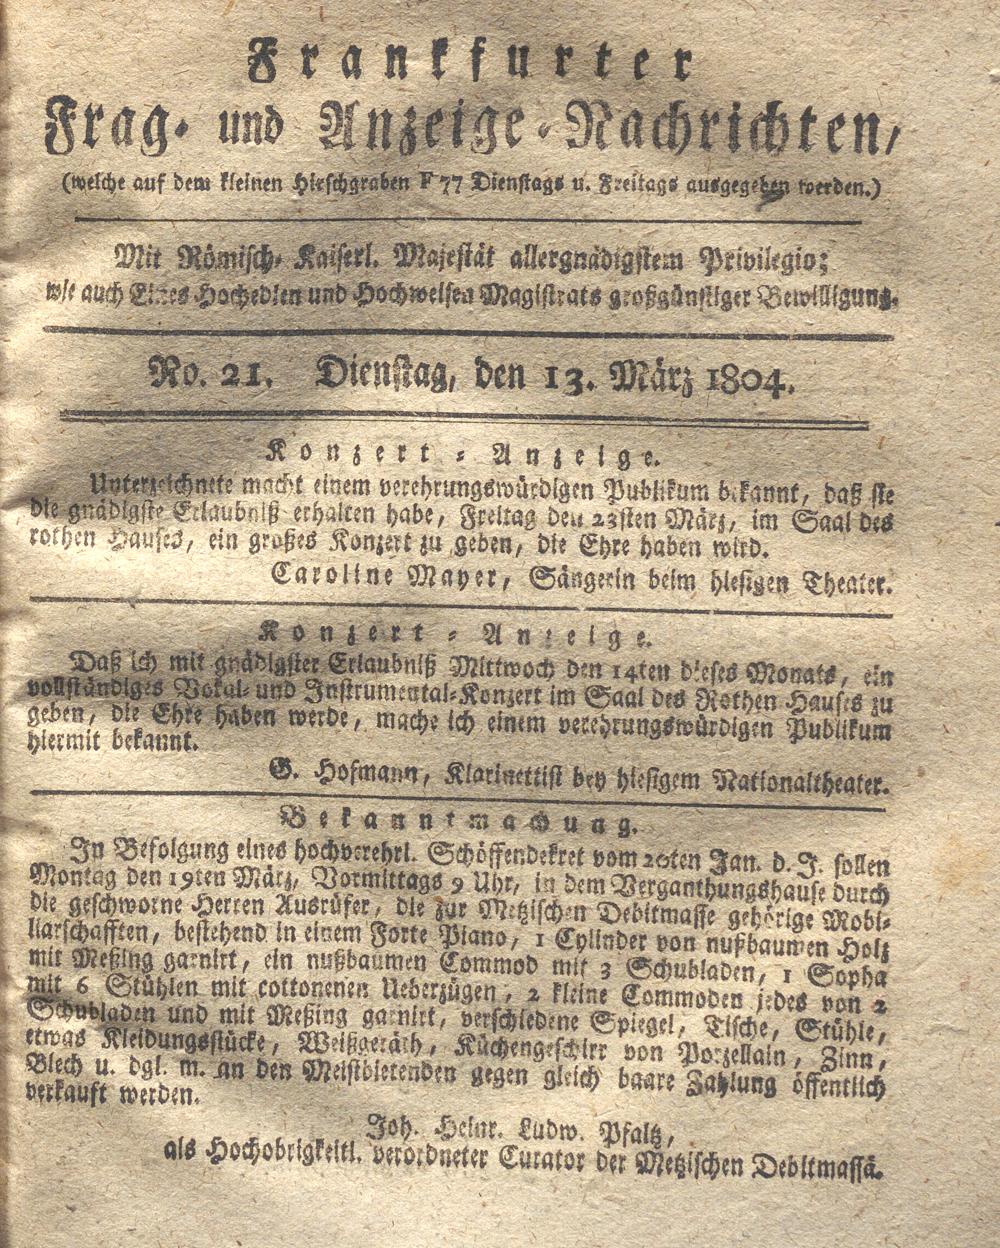 Frankfurter
Frag- und Anzeige-Nachrichten,
(welche auf dem kleinen Hirschgraben F 77 Dienstags u. Freitags ausgegeben werden.)
Mit Römisch- Kaiserl. Majestät allergnädigstem Privilegio;
wie auch Eines Hochedlen und Hochweisen Magistrats großgünstiger Bewilligung.
No. 21. Dienstag, den 13. März 1804.
Konzert-Anzeige.
Unterzeichnete macht einem verehrungswürdigen Publikum bekannt, daß sie
die gnädigste Erlaubniß erhalten habe, Freitag den 23sten März, im Saal des
rothen Hauses, ein großes Konzert zu geben, die Ehre haben wird.
Caroline Mayer, Sängerin beim hiesigen Theater.
Konzert-Anzeige.
Daß ich mit gnädigster Erlaubniß Mittwoch den 14ten dieses Monats, ein
vollständiges Vokal- und Instrumental-Konzert im Saal des Rothen Hauses zu
geben, die Ehre haben werde, mache ich einem verehrungswürdigen Publikum
hiermit bekannt.
G. Hofmann, Klarinettist bey hiesigem Nationaltheater.
Bekanntmachung.
In Befolgung eines hochverehrl. Schöffendekret vom 20ten Jan. d. J. sollen
Montag den 19ten März, Vormittags 9 Uhr, in dem Verganthungshause durch
die geschworne Herren Ausrüfer, die zur Metzischen Debitmasse gehörige Mobi-
liarschafften, bestehend in einem Forte Piano, 1 Cylinder von nußbaumen Holz
mit Meßing garnirt, ein nußbaumen Commod mit 3 Schubladen, 1 Sopha
mit 6 Stühlen mit cottonenen Ueberzügen, 2 kleine Commoden jedes von 2
Schubladen und mit Meßing garnirt, verschiedene Spiegel, Tische, Stühle,
etwas Kleidungsstücke, Weißgeräth, Küchengeschirr von Porzellain, Zinn,
Blech u. dgl. m. an den Meistbietenden gegen gleich baare Zahlung öffentlich
verkauft werden.
Joh. Heinr. Ludw. Pfaltz,
als Hochobrigkeitl. verordneter Curator der Metzischen Debitmassä.